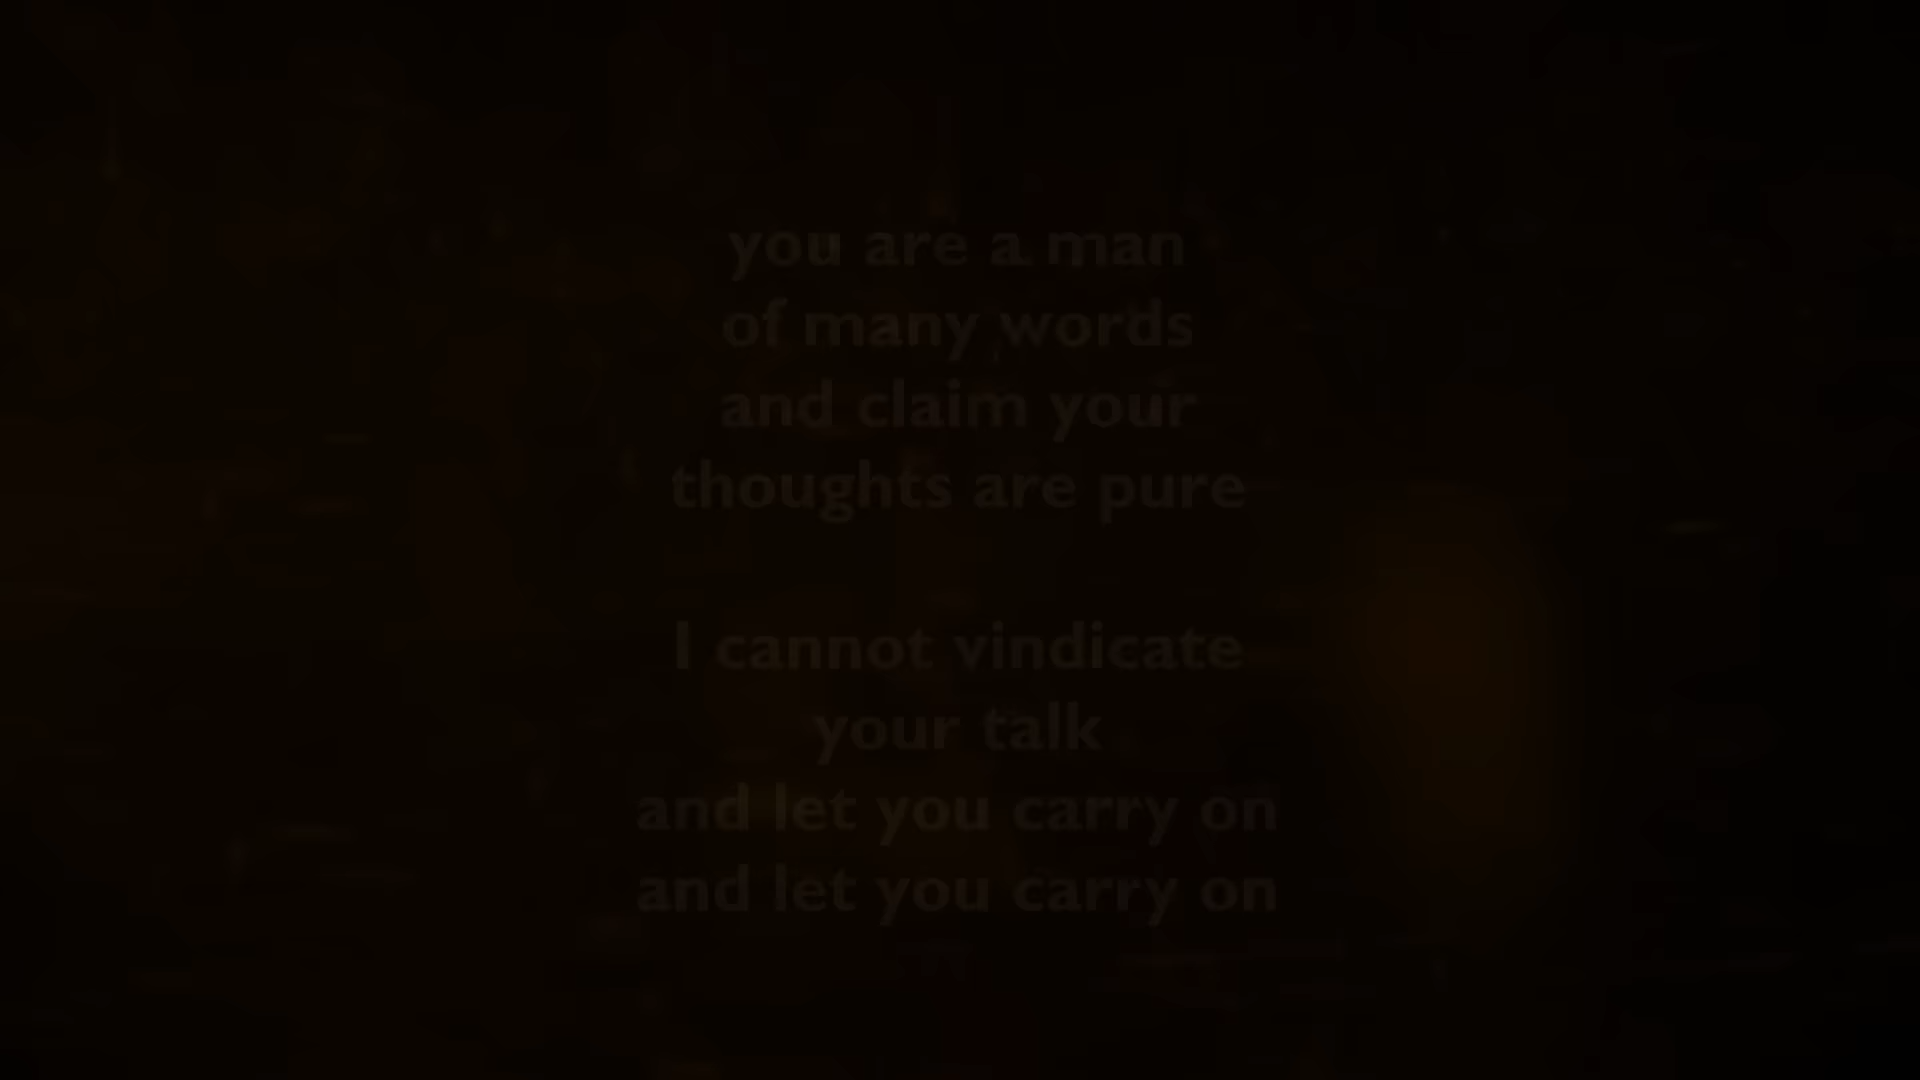 you are a man
of many words
and claim your
thoughts are pure
I cannot vindicate
your talk
and let you carry on
and let you carry on